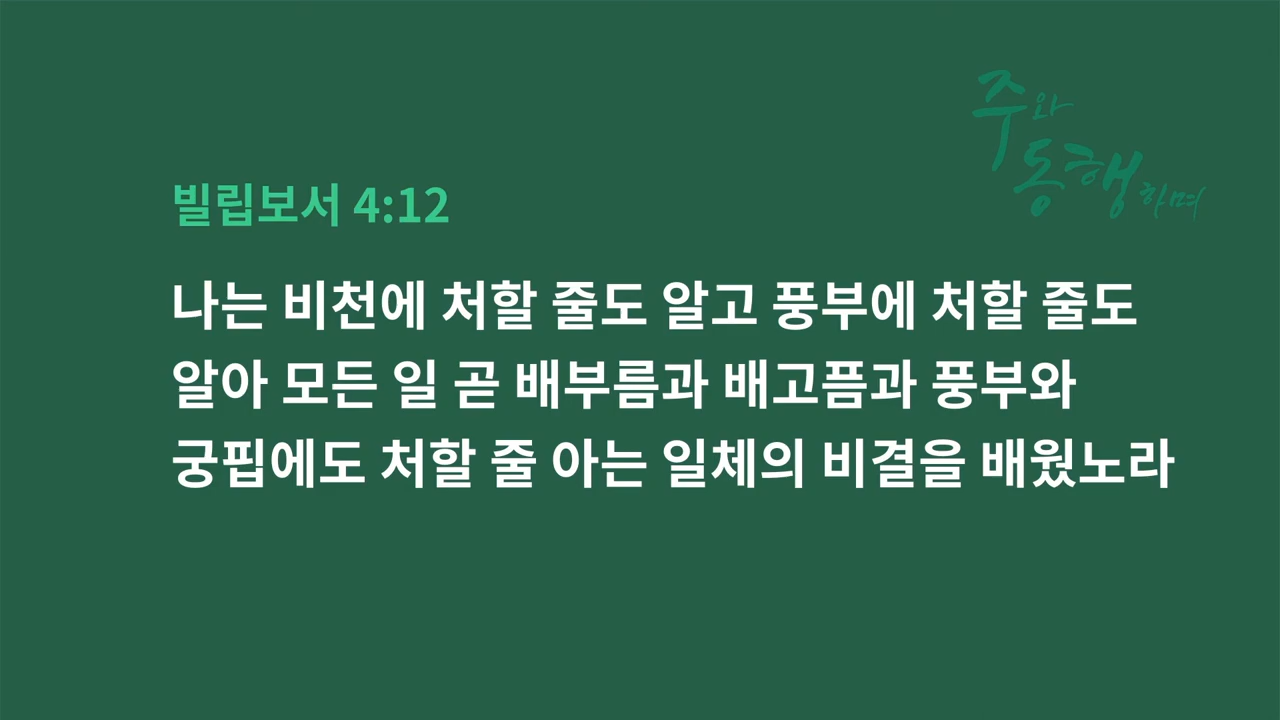 주와
동행하며
빌립보서 4:12
나는 비천에 처할 줄도 알고 풍부에 처할 줄도
알아 모든 일 곧 배부름과 배고픔과 풍부와
궁핍에도 처할 줄 아는 일체의 비결을 배웠노라